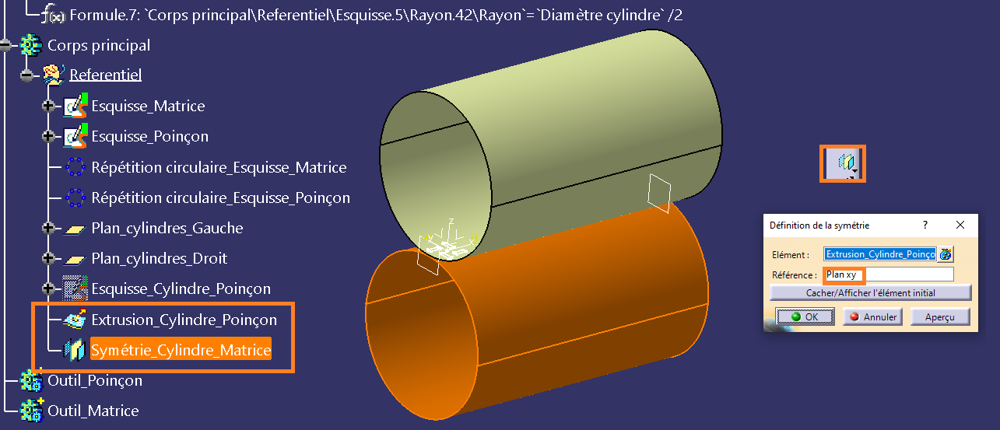 Formule.7: `Corps principal\Referentiel\Esquisse.5\Rayon.42\Rayon`=`Diamètre cylindre` /2
Corps principal
Referentiel
Esquisse_Matrice
Esquisse_Poinçon
Répétition circulaire_Esquisse_Matrice
Répétition circulaire_Esquisse_Poinçon
Plan_cylindres_Gauche
Plan_cylindres_Droit
Esquisse_Cylindre_Poinçon
Extrusion_Cylindre_Poinçon
Symétrie_Cylindre_Matrice
Outil_Poinçon
Outil_Matrice
z
Définition de la symétrie ?
Elément : Extrusion_Cylindre_Poinço
Référence : Plan xy
Cacher/Afficher l'élément initial
OK Annuler Aperçu